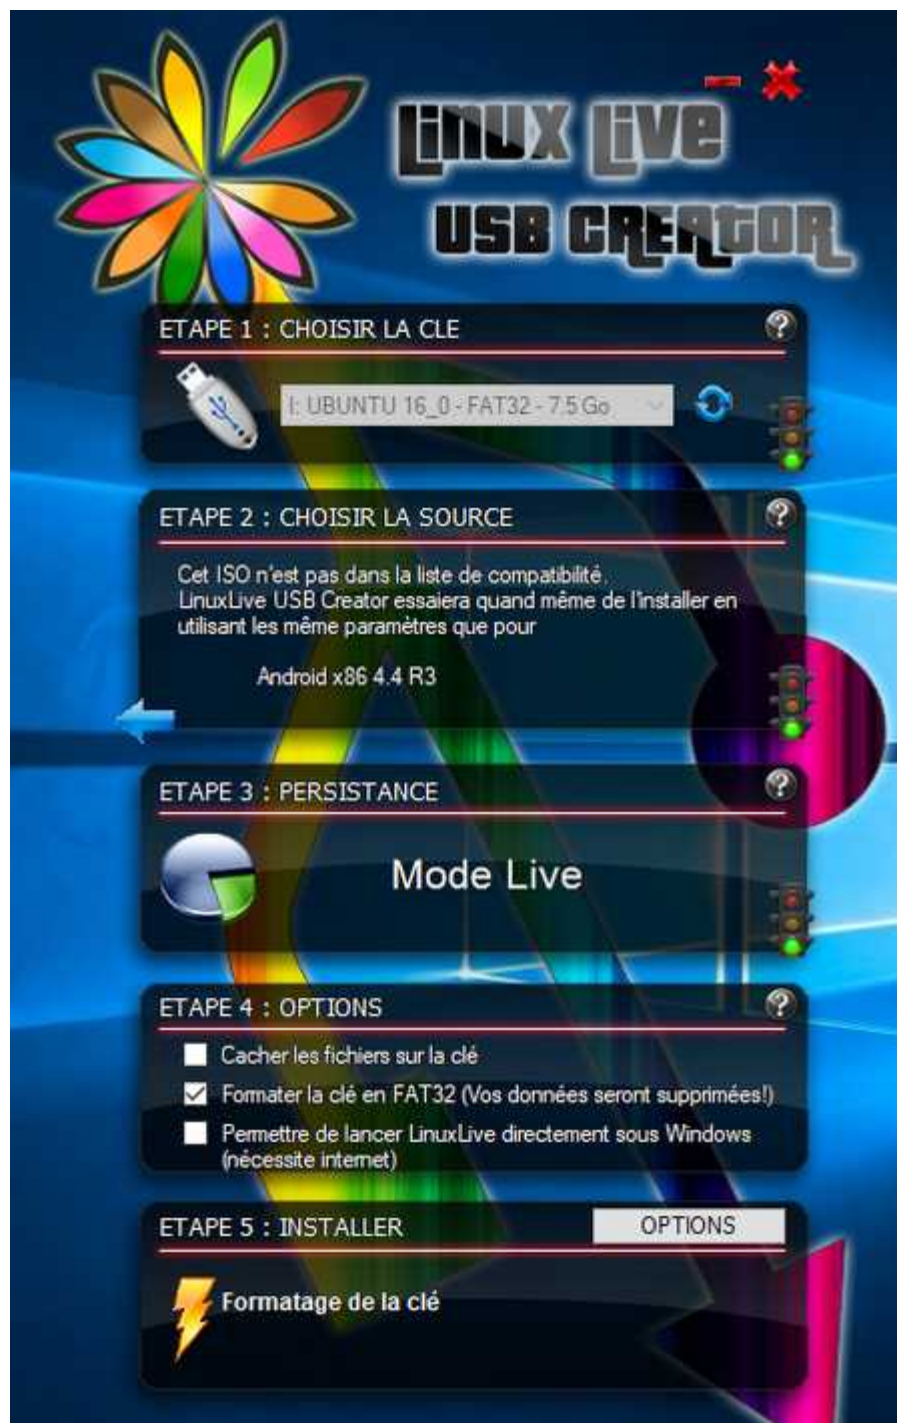 Linux Live
USB CREATOR
ETAPE 1 : CHOISIR LA CLE
?
I: UBUNTU 16_0 - FAT32 - 7.5 Go
ETAPE 2 : CHOISIR LA SOURCE
?
Cet ISO n'est pas dans la liste de compatibilité.
LinuxLive USB Creator essaiera quand même de l'installer en
utilisant les même paramètres que pour
Android x86 4.4 R3
ETAPE 3 : PERSISTANCE
?
Mode Live
ETAPE 4 : OPTIONS
?
Cacher les fichiers sur la clé
Formater la clé en FAT32 (Vos données seront supprimées!)
Permettre de lancer LinuxLive directement sous Windows
(nécessite internet)
ETAPE 5 : INSTALLER
OPTIONS
Formatage de la clé